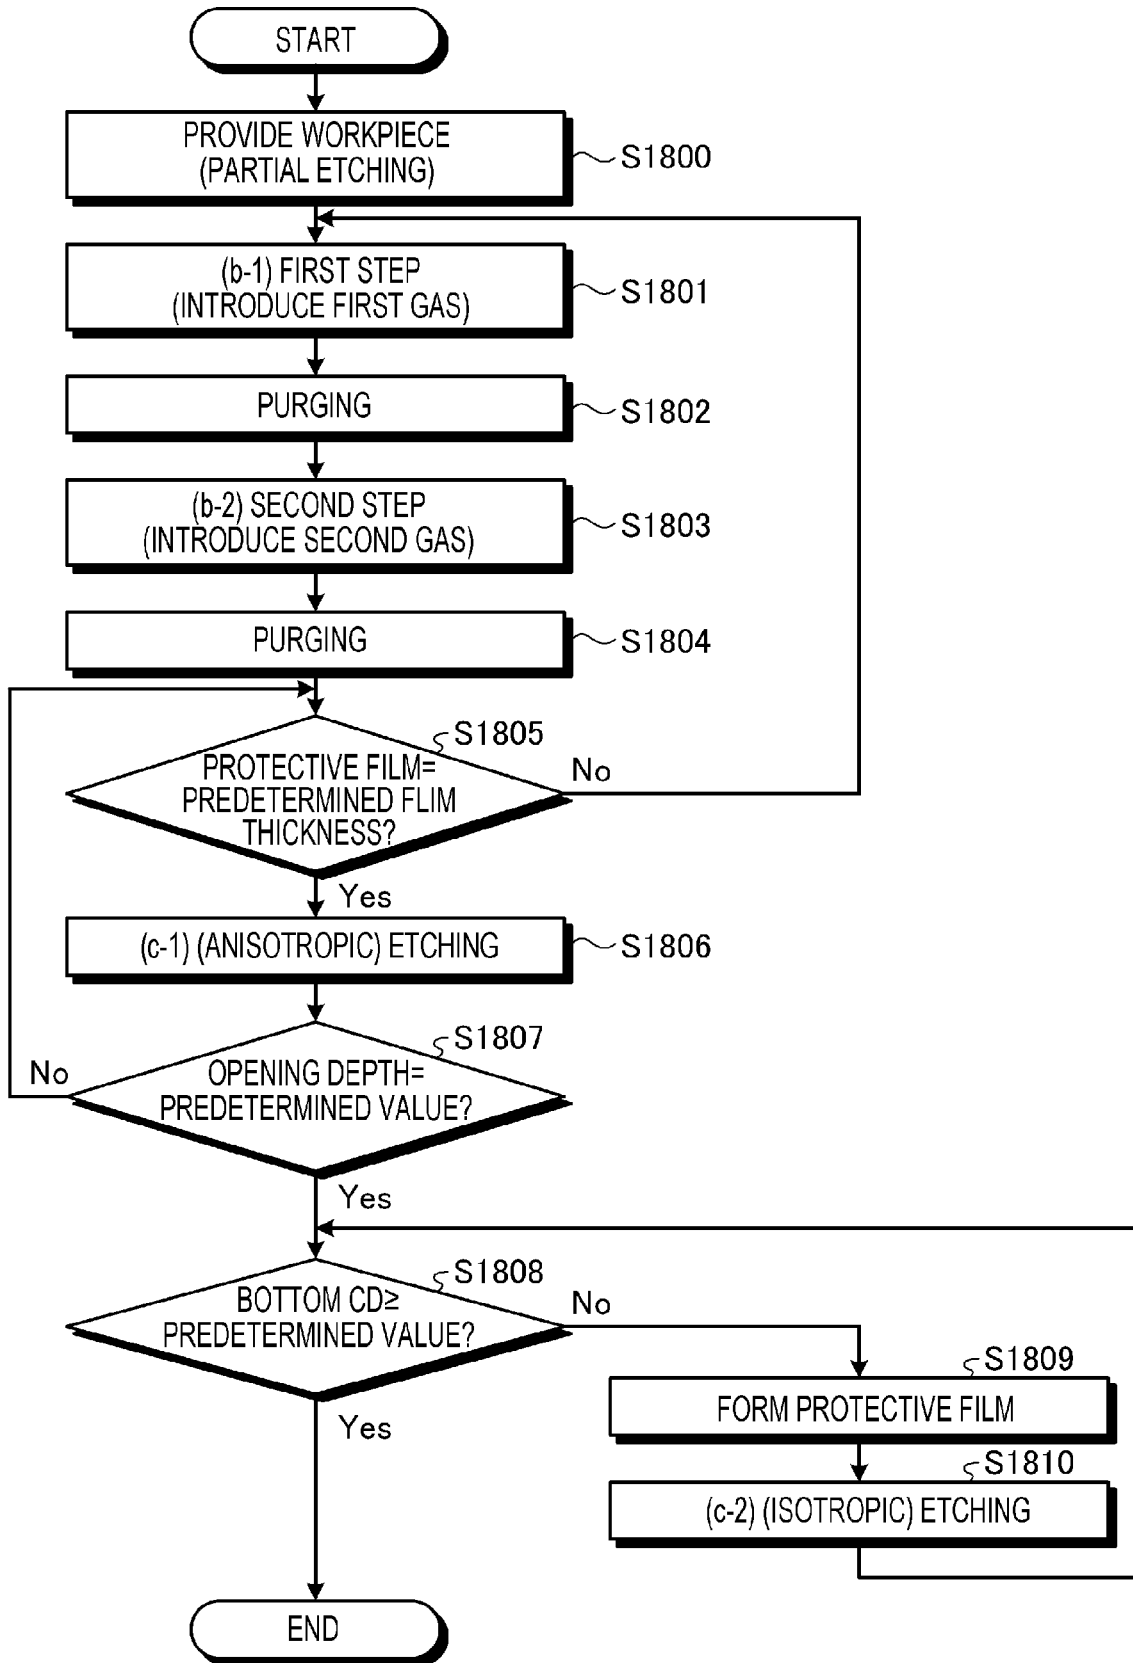 START
PROVIDE WORKPIECE
(PARTIAL ETCHING)
S1800
(b-1) FIRST STEP
(INTRODUCE FIRST GAS)
S1801
PURGING
S1802
(b-2) SECOND STEP
(INTRODUCE SECOND GAS)
S1803
PURGING
S1804
S1805
PROTECTIVE FILM=
PREDETERMINED FLIM
THICKNESS?
No
Yes
(c-1) (ANISOTROPIC) ETCHING
S1806
S1807
OPENING DEPTH=
PREDETERMINED VALUE?
No
Yes
S1808
BOTTOM CD≥
PREDETERMINED VALUE?
No
Yes
S1809
FORM PROTECTIVE FILM
S1810
(c-2) (ISOTROPIC) ETCHING
END